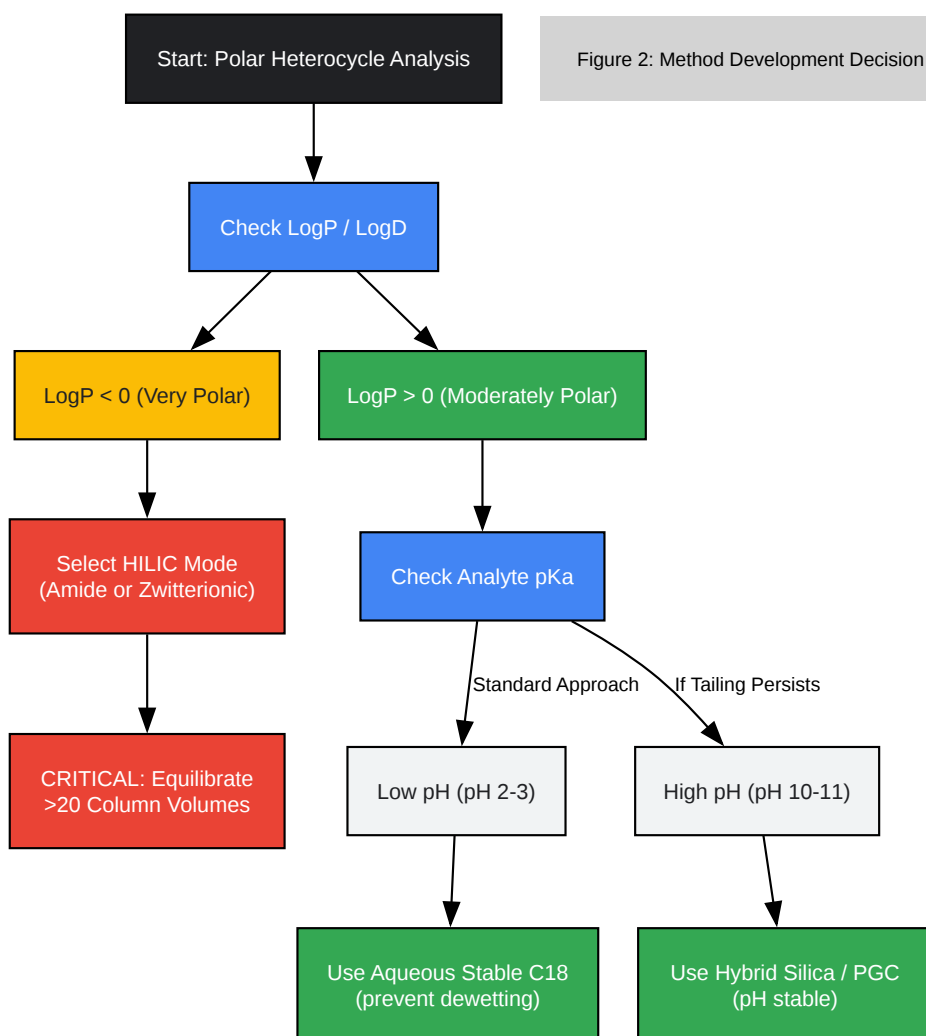 Start: Polar Heterocycle Analysis
Figure 2: Method Development Decision
Check LogP / LogD
LogP < 0 (Very Polar)
LogP > 0 (Moderately Polar)
Select HILIC Mode
(Amide or Zwitterionic)
Check Analyte pKa
Standard Approach
If Tailing Persists
CRITICAL: Equilibrate
>20 Column Volumes
Low pH (pH 2-3)
High pH (pH 10-11)
Use Aqueous Stable C18
(prevent dewetting)
Use Hybrid Silica / PGC
(pH stable)